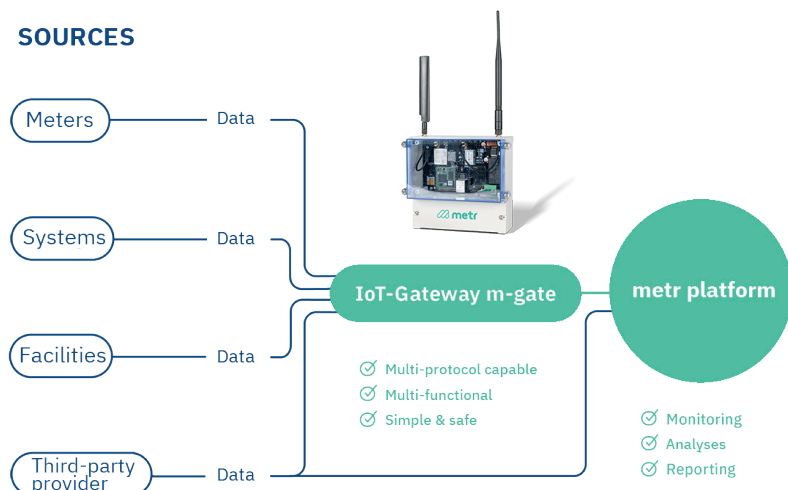 SOURCES
Meters
Data
metr
Systems
Data
IoT-Gateway m-gate
metr platform
Facilities
Data
Multi-protocol capable
Multi-functional
Simple & safe
Monitoring
Analyses
Reporting
Third-party
provider
Data